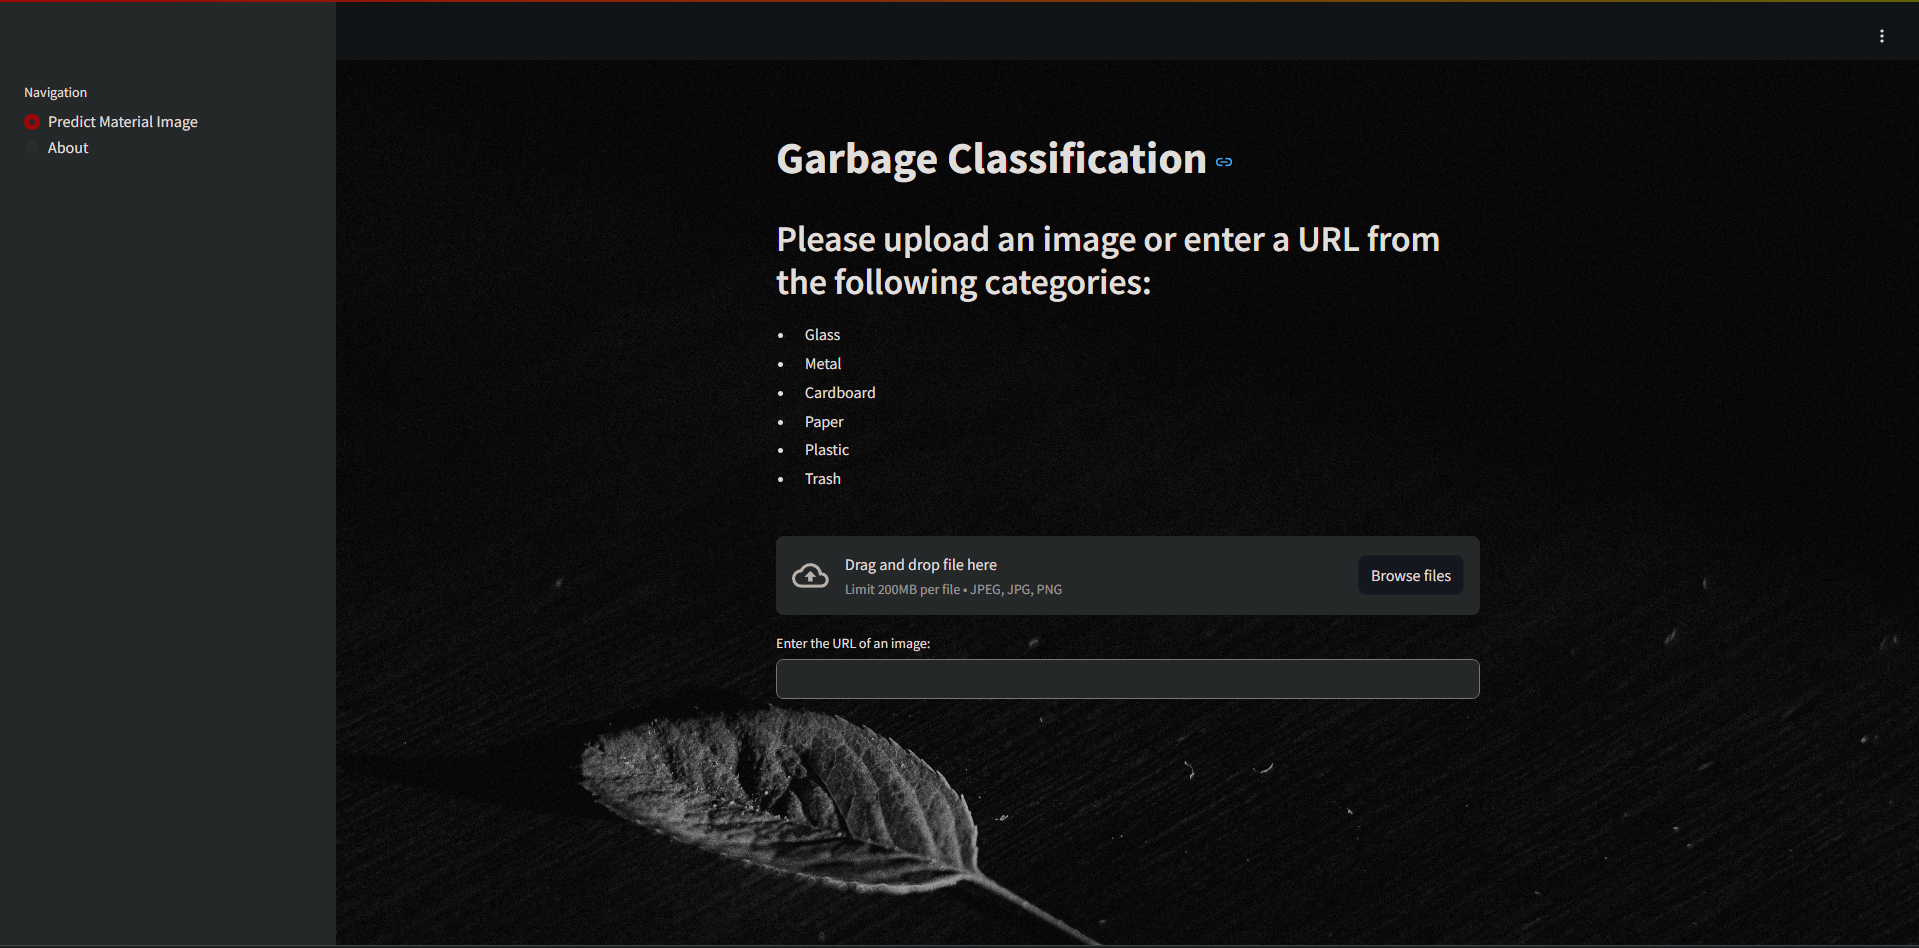 Navigation
Predict Material Image
About
Garbage Classification
Please upload an image or enter a URL from
the following categories:
• Glass
• Metal
• Cardboard
• Paper
• Plastic
• Trash
Drag and drop file here
Limit 200MB per file • JPEG, JPG, PNG
Browse files
Enter the URL of an image: